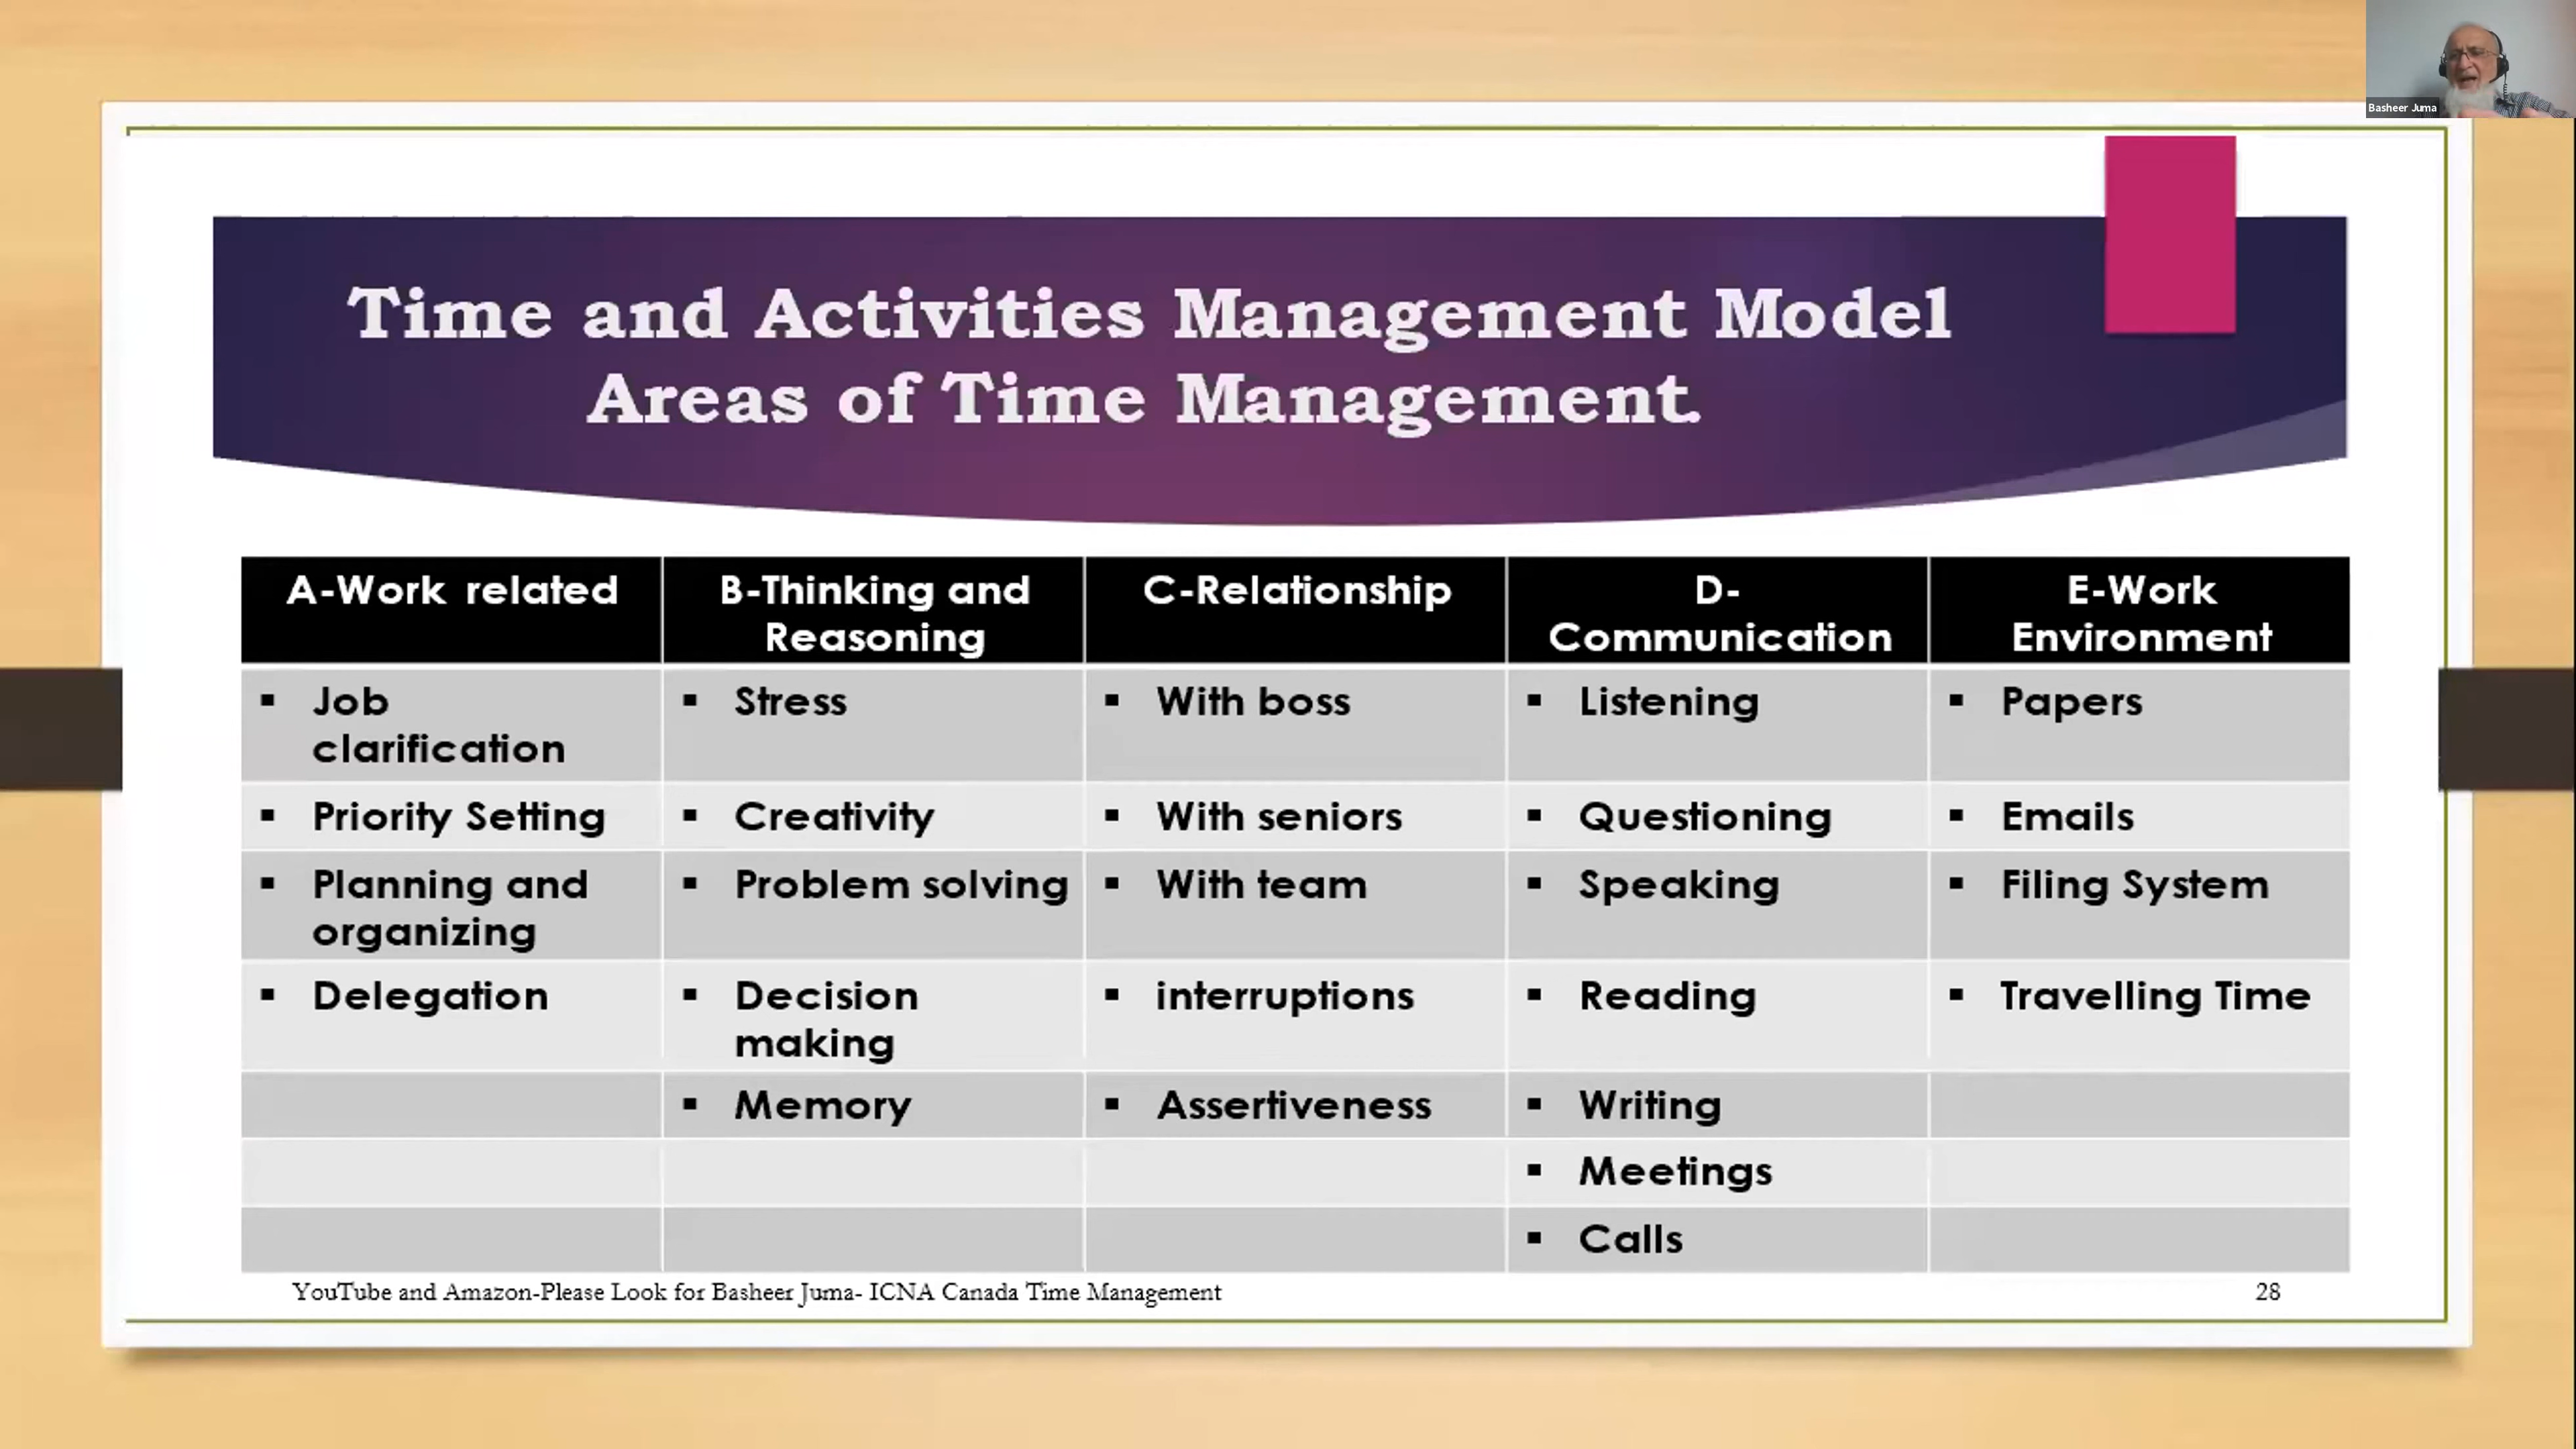 Basheer Juma
Time and Activities Management Model
Areas of Time Management.
A-Work related
B-Thinking and
Reasoning
C-Relationship
D-
Communication
E-Work
Environment
▪ Job
clarification
▪ Stress
▪ With boss
▪ Listening
▪ Papers
▪ Priority Setting
▪ Creativity
▪ With seniors
▪ Questioning
▪ Emails
▪ Planning and
organizing
▪ Problem solving
▪ With team
▪ Speaking
▪ Filing System
▪ Delegation
▪ Decision
making
▪ interruptions
▪ Reading
▪ Travelling Time
▪ Memory
▪ Assertiveness
▪ Writing
▪ Meetings
▪ Calls
YouTube and Amazon-Please Look for Basheer Juma- ICNA Canada Time Management
28